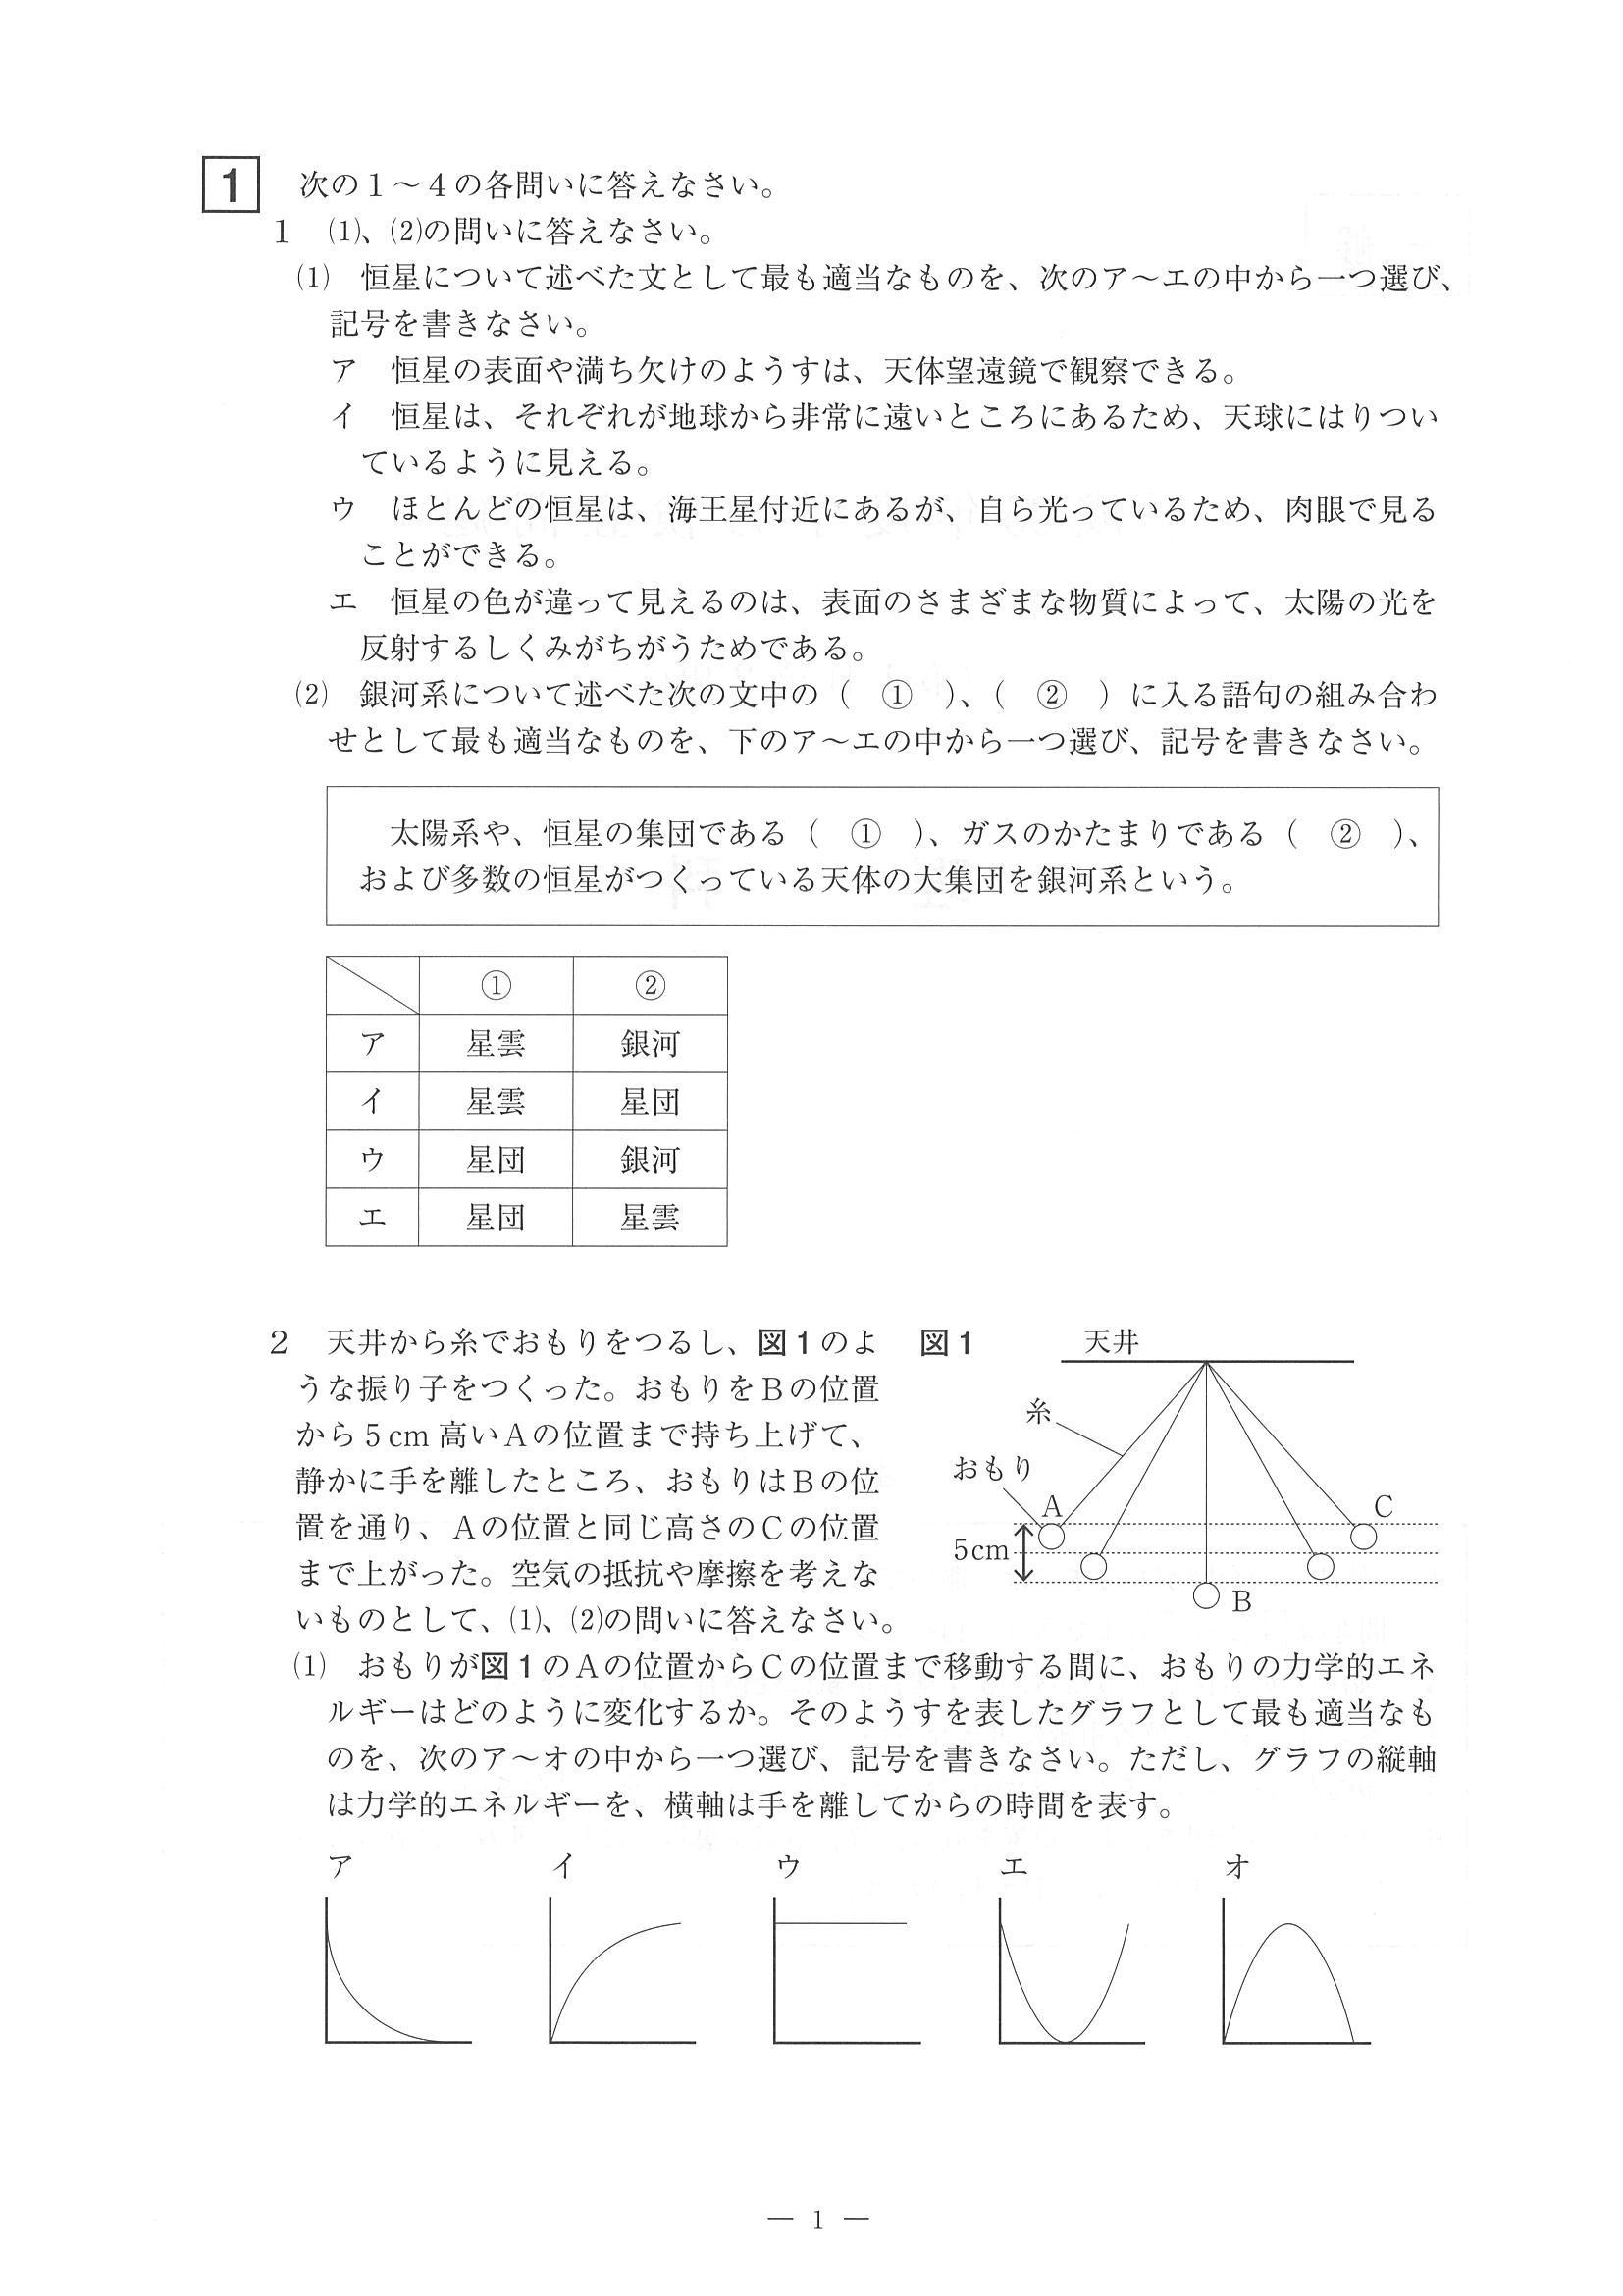 1 次の1～4の各問いに答えなさい。
1 (1)、(2)の問いに答えなさい。
(1) 恒星について述べた文として最も適当なものを、次のア～エの中から一つ選び、
記号を書きなさい。
ア 恒星の表面や満ち欠けのようすは、天体望遠鏡で観察できる。
イ 恒星は、それぞれが地球から非常に遠いところにあるため、天球にはりつい
ているように見える。
ウ ほとんどの恒星は、海王星付近にあるが、自ら光っているため、肉眼で見る
ことができる。
エ 恒星の色が違って見えるのは、表面のさまざまな物質によって、太陽の光を
反射するしくみがちがうためである。
(2) 銀河系について述べた次の文中の( ① )、( ② )に入る語句の組み合わ
せとして最も適当なものを、下のア～エの中から一つ選び、記号を書きなさい。
太陽系や、恒星の集団である( ① )、ガスのかたまりである( ② )、
および多数の恒星がつくっている天体の大集団を銀河系という。
① ②
ア 星雲 銀河
イ 星雲 星団
ウ 星団 銀河
エ 星団 星雲
2 天井から糸でおもりをつるし、図1のよ
うな振り子をつくった。おもりをBの位置
から5cm高いAの位置まで持ち上げて、
静かに手を離したところ、おもりはBの位
置を通り、Aの位置と同じ高さのCの位置
まで上がった。空気の抵抗や摩擦を考えな
いものとして、(1)、(2)の問いに答えなさい。
図1
天井
糸
おもり
A
C
5cm
B
(1) おもりが図1のAの位置からCの位置まで移動する間に、おもりの力学的エネ
ルギーはどのように変化するか。そのようすを表したグラフとして最も適当なも
のを、次のア～オの中から一つ選び、記号を書きなさい。ただし、グラフの縦軸
は力学的エネルギーを、横軸は手を離してからの時間を表す。
ア イ ウ エ オ
— 1 —